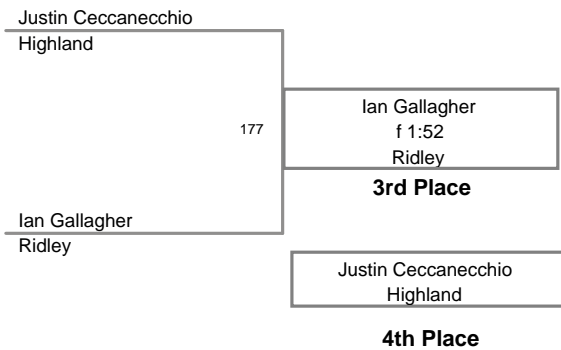 Justin Ceccanecchio
Highland
177
Ian Gallagher
f 1:52
Ridley
3rd Place
Ian Gallagher
Ridley
Justin Ceccanecchio
Highland
4th Place